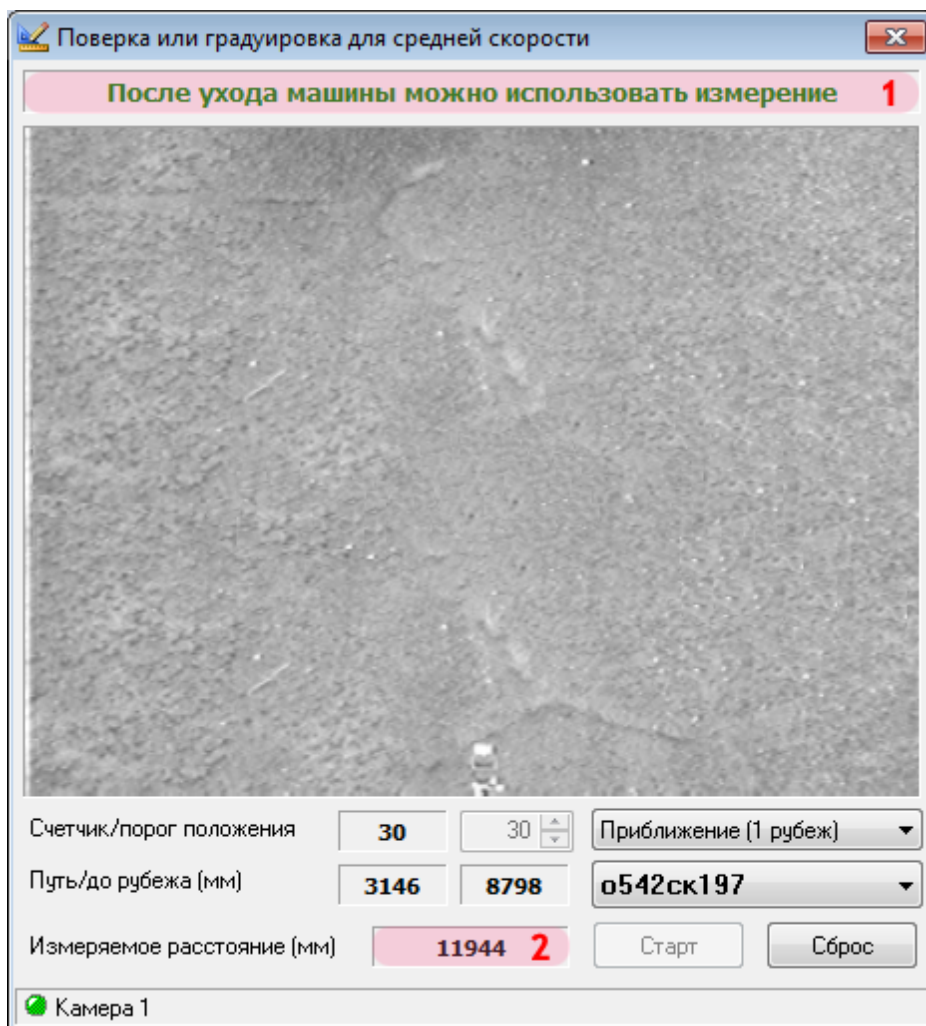 Поверка или градуировка для средней скорости
После ухода машины можно использовать измерение 1
Счетчик/порог положения 30 30 Приближение (1 рубеж)
Путь/до рубежа (мм) 3146 8798 о542ск197
Измеряемое расстояние (мм) 11944 2 Старт Сброс
Камера 1